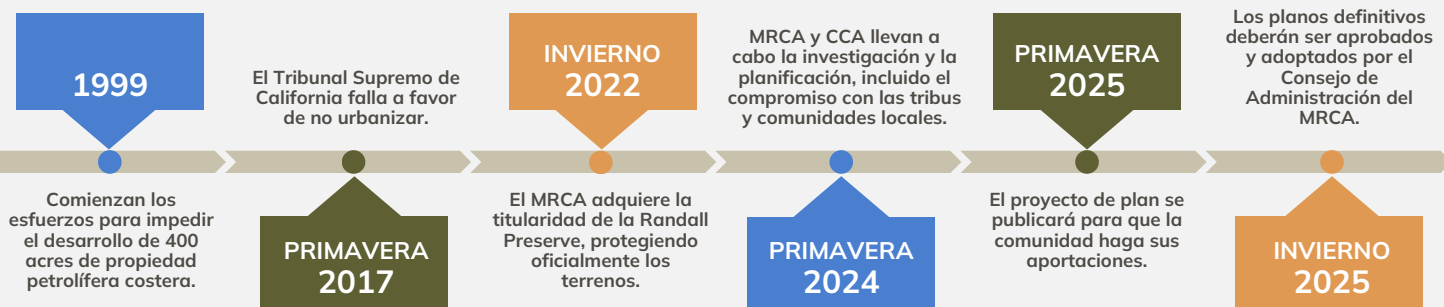 1999
Comienzan los
esfuerzos para impedir
el desarrollo de 400
acres de propiedad
petrolífera costera.
El Tribunal Supremo de
California falla a favor
de no urbanizar.
PRIMAVERA
2017
INVIERNO
2022
El MRCA adquiere la
titularidad de la Randall
Preserve, protegiendo
oficialmente los
terrenos.
MRCA y CCA llevan a
cabo la investigación y la
planificación, incluido el
compromiso con las tribus
y comunidades locales.
PRIMAVERA
2024
PRIMAVERA
2025
El proyecto de plan se
publicará para que la
comunidad haga sus
aportaciones.
Los planos definitivos
deberán ser aprobados
y adoptados por el
Consejo de
Administración del
MRCA.
INVIERNO
2025